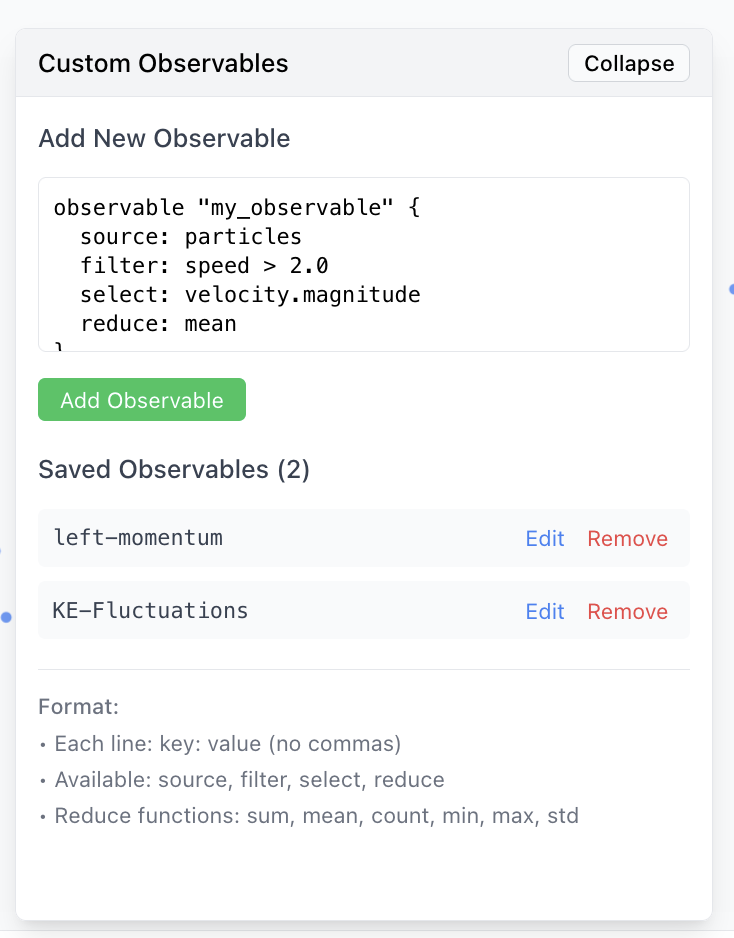 Custom Observables
Collapse
Add New Observable
observable "my_observable" {
  source: particles
  filter: speed > 2.0
  select: velocity.magnitude
  reduce: mean
}
Add Observable
Saved Observables (2)
left-momentum
Edit
Remove
KE-Fluctuations
Edit
Remove
Format:
• Each line: key: value (no commas)
• Available: source, filter, select, reduce
• Reduce functions: sum, mean, count, min, max, std